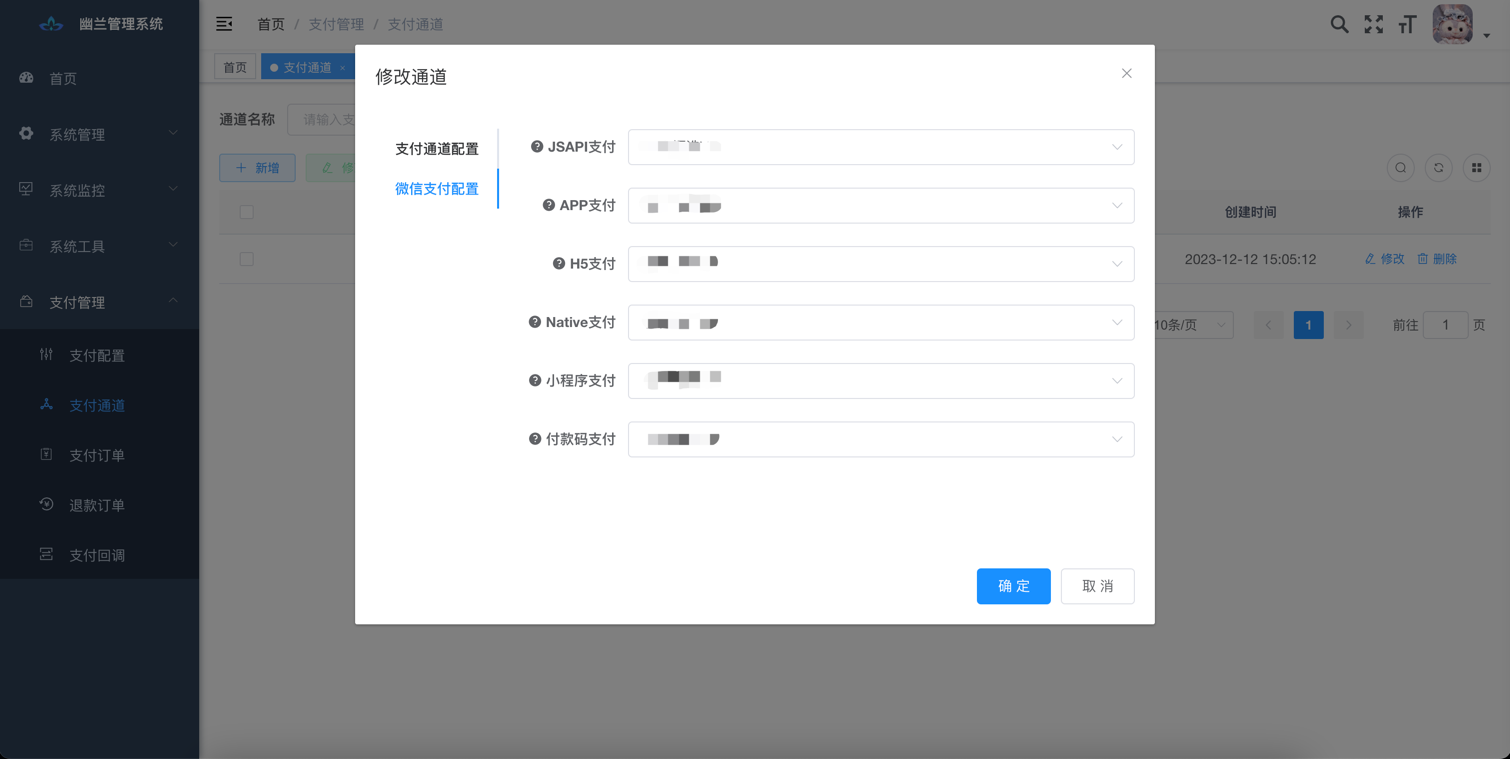 幽兰管理系统
首页 / 支付管理 / 支付通道
首页
支付通道 ×
首页
系统管理
系统监控
系统工具
支付管理
支付配置
支付通道
支付订单
退款订单
支付回调
通道名称
请输入支
+ 新增
修
创建时间
操作
2023-12-12 15:05:12
修改
删除
10条/页
1
前往 1 页
修改通道
支付通道配置
微信支付配置
JSAPI支付
APP支付
H5支付
Native支付
小程序支付
付款码支付
确 定
取 消